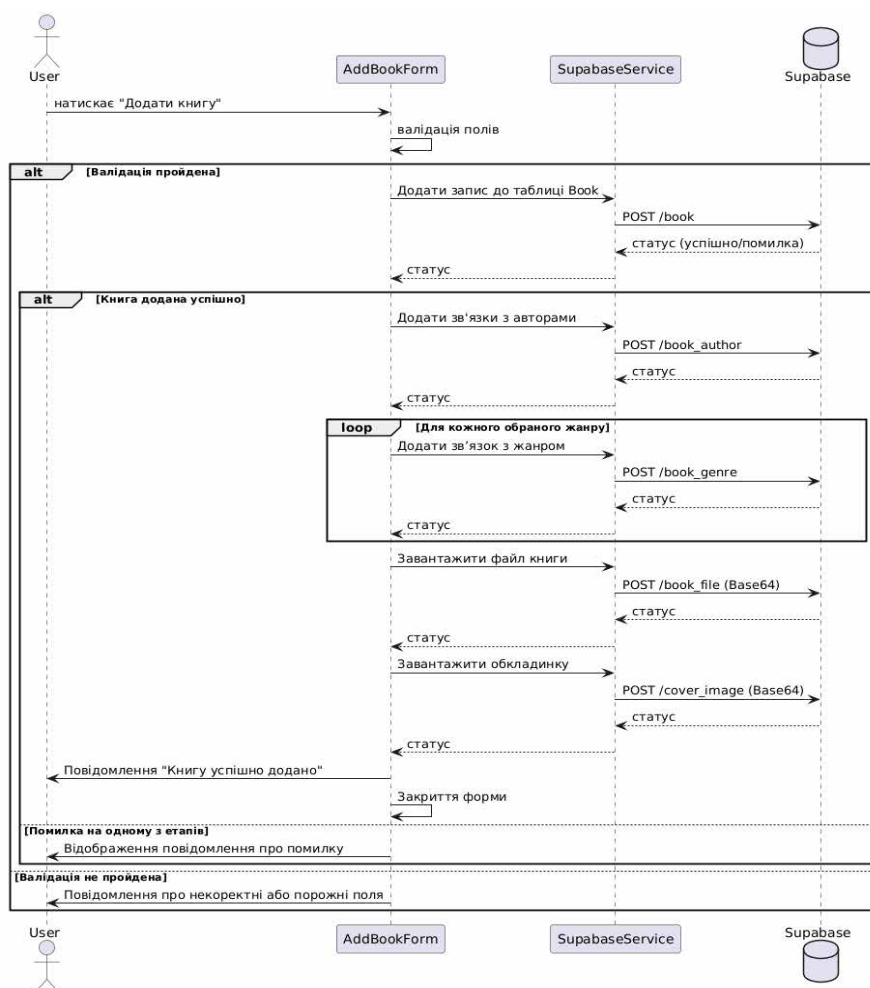 User
AddBookForm
SupabaseService
Supabase
натискає "Додати книгу"
валідація полів
alt [Валідація пройдена]
Додати запис до таблиці Book
POST /book
статус (успішно/помилка)
статус
alt [Книга додана успішно]
Додати зв'язки з авторами
POST /book_author
статус
статус
loop [Для кожного обраного жанру]
Додати зв’язок з жанром
POST /book_genre
статус
статус
Завантажити файл книги
POST /book_file (Base64)
статус
статус
Завантажити обкладинку
POST /cover_image (Base64)
статус
статус
Повідомлення "Книгу успішно додано"
Закриття форми
[Помилка на одному з етапів]
Відображення повідомлення про помилку
[Валідація не пройдена]
Повідомлення про некоректні або порожні поля
User
AddBookForm
SupabaseService
Supabase